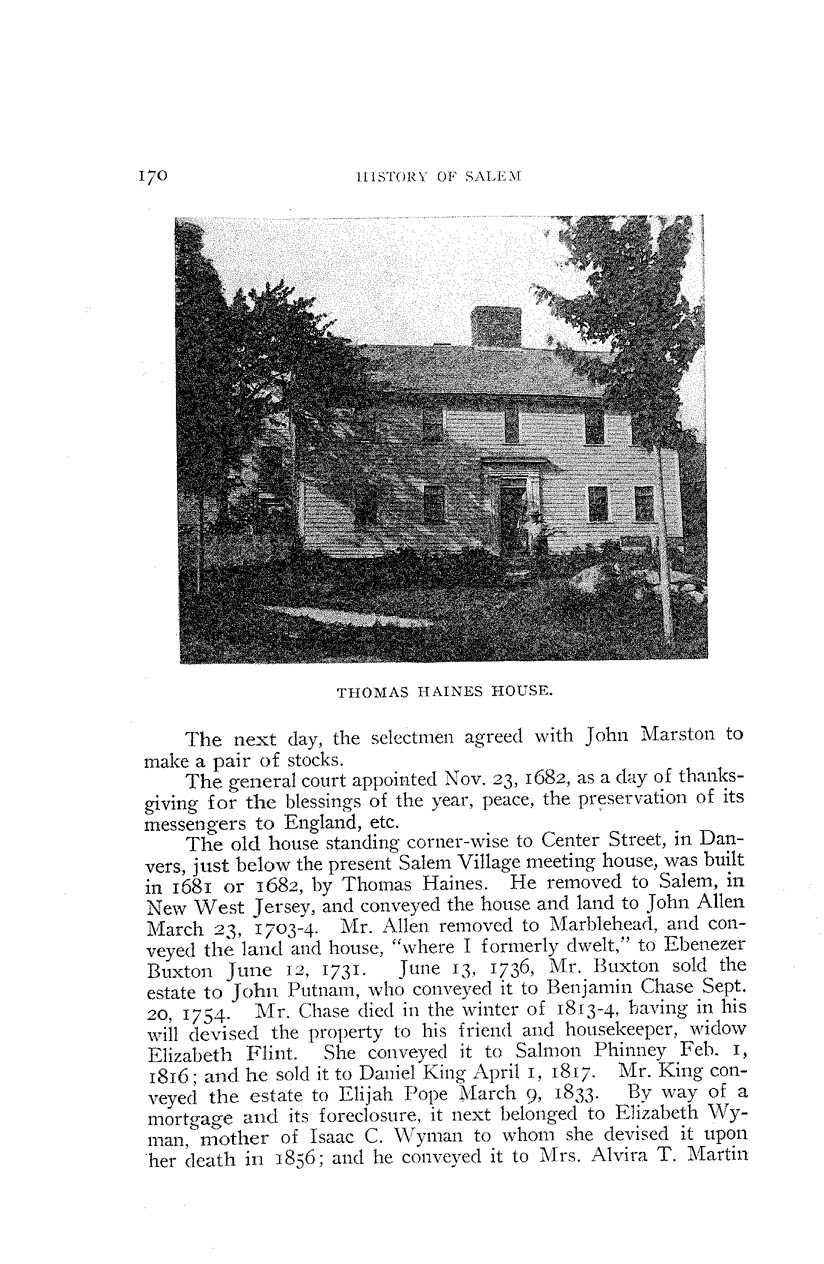 170
HISTORY OF SALEM
THOMAS HAINES HOUSE.
The next day, the selectmen agreed with John Marston to
make a pair of stocks.
The general court appointed Nov. 23, 1682, as a day of thanks-
giving for the blessings of the year, peace, the preservation of its
messengers to England, etc.
The old house standing corner-wise to Center Street, in Dan-
vers, just below the present Salem Village meeting house, was built
in 1681 or 1682, by Thomas Haines. He removed to Salem, in
New West Jersey, and conveyed the house and land to John Allen
March 23, 1703-4. Mr. Allen removed to Marblehead, and con-
veyed the land and house, "where I formerly dwelt," to Ebenezer
Buxton June 12, 1731. June 13, 1736, Mr. Buxton sold the
estate to John Putnam, who conveyed it to Benjamin Chase Sept.
20, 1754. Mr. Chase died in the winter of 1813-4, having in his
will devised the property to his friend and housekeeper, widow
Elizabeth Flint. She conveyed it to Salmon Phinney Feb. 1,
1816; and he sold it to Daniel King April 1, 1817. Mr. King con-
veyed the estate to Elijah Pope March 9, 1833. By way of a
mortgage and its foreclosure, it next belonged to Elizabeth Wy-
man, mother of Isaac C. Wyman to whom she devised it upon
her death in 1856; and he conveyed it to Mrs. Alvira T. Martin